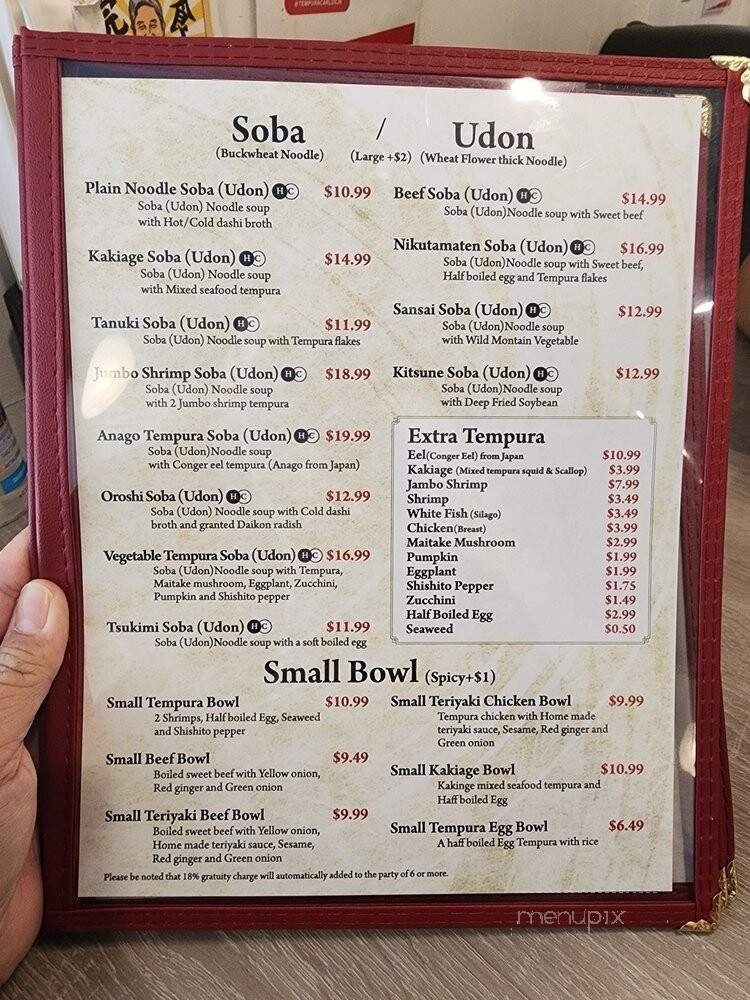 @TEMPURACARLOSJR
Soba / Udon
(Buckwheat Noodle) (Large +$2) (Wheat Flower thick Noodle)
Plain Noodle Soba (Udon) H C $10.99
Soba (Udon) Noodle soup
with Hot/Cold dashi broth
Kakiage Soba (Udon) H C $14.99
Soba (Udon) Noodle soup
with Mixed seafood tempura
Tanuki Soba (Udon) H C $11.99
Soba (Udon) Noodle soup with Tempura flakes
Jumbo Shrimp Soba (Udon) H C $18.99
Soba (Udon) Noodle soup
with 2 Jumbo shrimp tempura
Anago Tempura Soba (Udon) H C $19.99
Soba (Udon)Noodle soup
with Conger eel tempura (Anago from Japan)
Oroshi Soba (Udon) H C $12.99
Soba (Udon) Noodle soup with Cold dashi
broth and granted Daikon radish
Vegetable Tempura Soba (Udon) H C $16.99
Soba (Udon)Noodle soup with Tempura,
Maitake mushroom, Eggplant, Zucchini,
Pumpkin and Shishito pepper
Tsukimi Soba (Udon) H C $11.99
Soba (Udon)Noodle soup with a soft boiled egg
Beef Soba (Udon) H C $14.99
Soba (Udon)Noodle soup with Sweet beef
Nikutamaten Soba (Udon) H C $16.99
Soba (Udon)Noodle soup with Sweet beef,
Half boiled egg and Tempura flakes
Sansai Soba (Udon) H C $12.99
Soba (Udon)Noodle soup
with Wild Montain Vegetable
Kitsune Soba (Udon) H C $12.99
Soba (Udon)Noodle soup
with Deep Fried Soybean
Extra Tempura
Eel(Conger Eel) from Japan $10.99
Kakiage (Mixed tempura squid & Scallop) $3.99
Jambo Shrimp $7.99
Shrimp $3.49
White Fish (Silago) $3.49
Chicken(Breast) $3.99
Maitake Mushroom $2.99
Pumpkin $1.99
Eggplant $1.99
Shishito Pepper $1.75
Zucchini $1.49
Half Boiled Egg $2.99
Seaweed $0.50
Small Bowl (Spicy+$1)
Small Tempura Bowl $10.99
2 Shrimps, Half boiled Egg, Seaweed
and Shishito pepper
Small Beef Bowl $9.49
Boiled sweet beef with Yellow onion,
Red ginger and Green onion
Small Teriyaki Beef Bowl $9.99
Boiled sweet beef with Yellow onion,
Home made teriyaki sauce, Sesame,
Red ginger and Green onion
Small Teriyaki Chicken Bowl $9.99
Tempura chicken with Home made
teriyaki sauce, Sesame, Red ginger and
Green onion
Small Kakiage Bowl $10.99
Kakinge mixed seafood tempura and
Haff boiled Egg
Small Tempura Egg Bowl $6.49
A haff boiled Egg Tempura with rice
Please be noted that 18% gratuity charge will automatically added to the party of 6 or more.
menupix